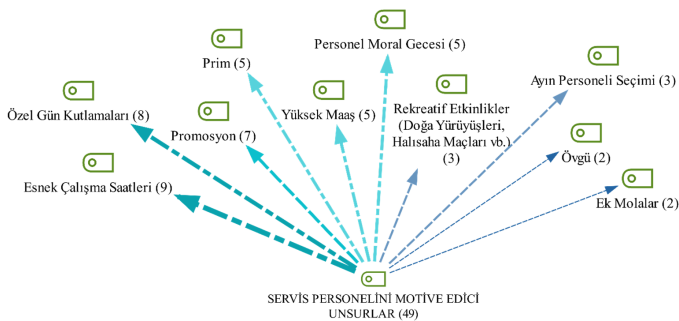 Personel Moral Gecesi (5)
Prim (5)
Ayın Personeli Seçimi (3)
Özel Gün Kutlamaları (8)
Yüksek Maaş (5)
Rekreatif Etkinlikler
(Doğa Yürüyüşleri,
Halısaha Maçları vb.)
(3)
Promosyon (7)
Övgü (2)
Esnek Çalışma Saatleri (9)
Ek Molalar (2)
SERVİS PERSONELİNİ MOTİVE EDİCİ
UNSURLAR (49)